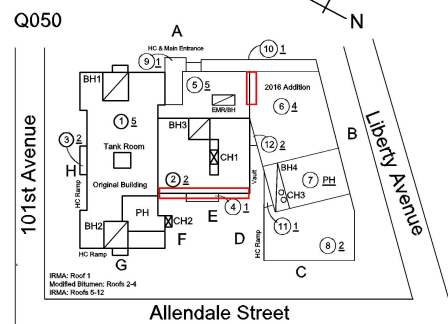 Q050
N
A
HC & Main Entrance
9 1
10 1
BH1
5 5
2016 Addition
EMR/BH
6 4
101st Avenue
Liberty Avenue
1 5
BH3
B
3 2
Tank Room
12 2
H
CH1
BH4
7 PH
HC Ramp
Original Building
2 2
Vault
CH3
PH
E
4 1
11 1
BH2
CH2
F
D
HC Ramp
8 2
HC Ramp
G
C
IRMA: Roof 1
Modified Bitumen: Roofs 2-4
IRMA: Roofs 5-12
Allendale Street